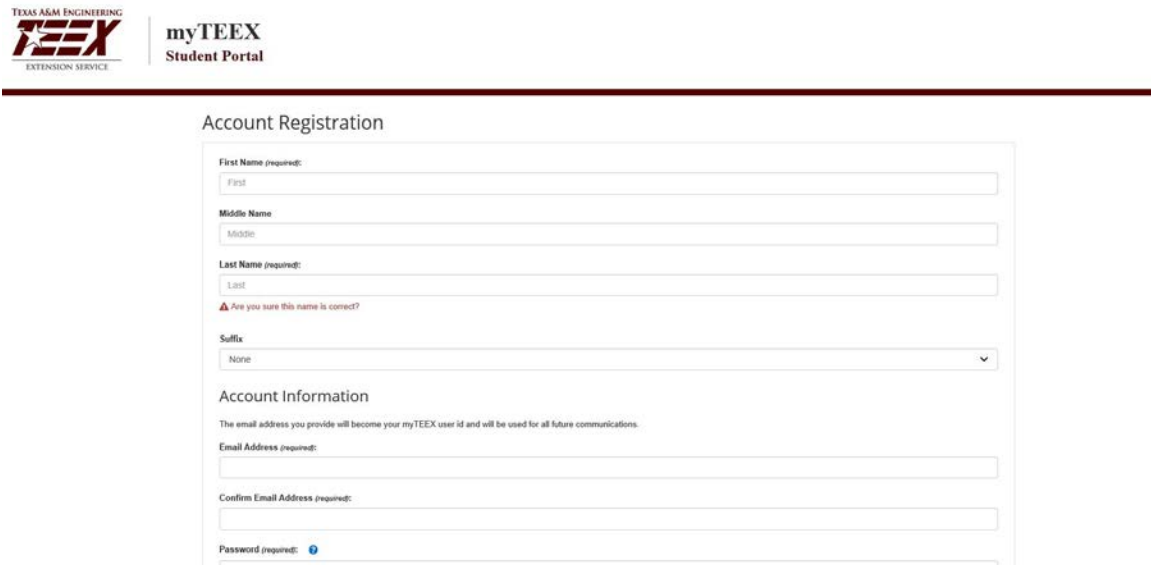 TEXAS A&M ENGINEERING
TEEX
EXTENSION SERVICE
myTEEX
Student Portal
Account Registration
First Name (required):
First
Middle Name
Middle
Last Name (required):
Last
Are you sure this name is correct?
Suffix
None
Account Information
The email address you provide will become your myTEEX user id and will be used for all future communications.
Email Address (required):
Confirm Email Address (required):
Password (required): ?